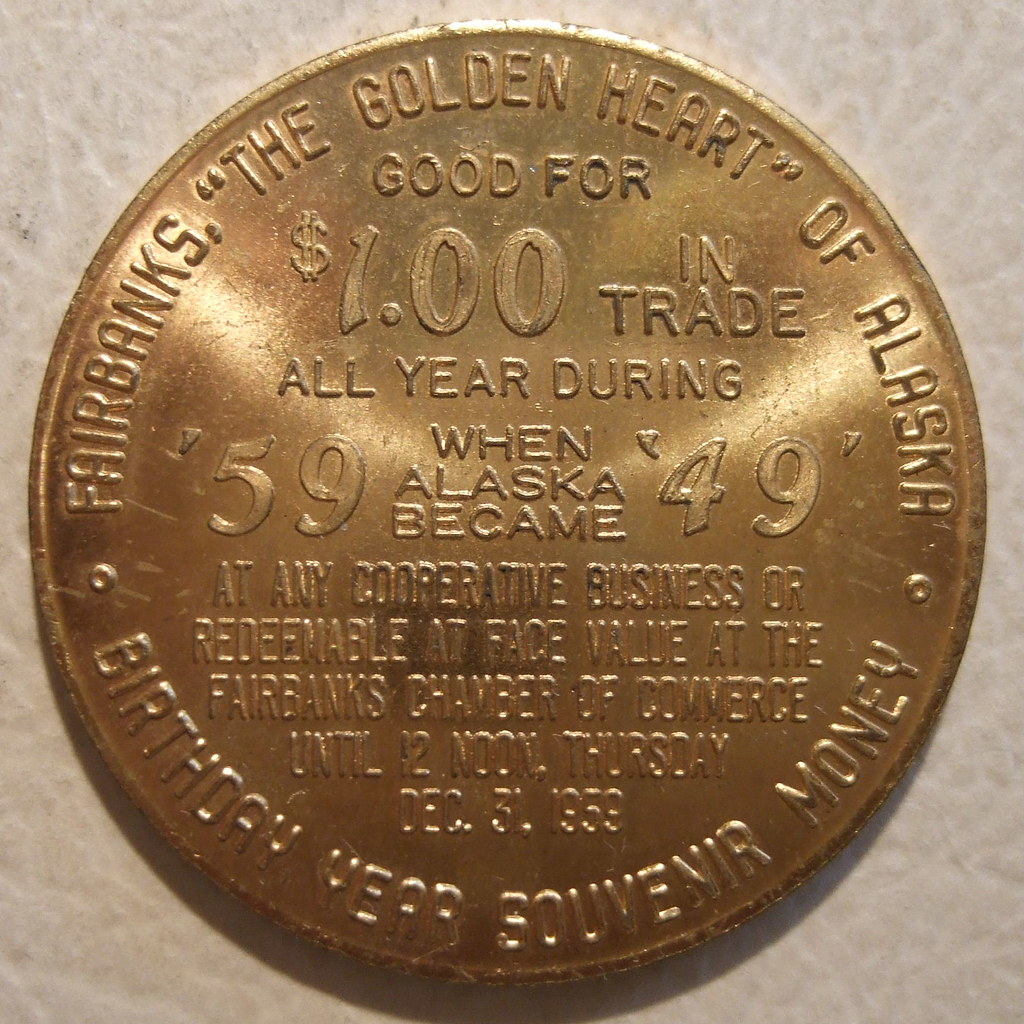 FAIRBANKS, "THE GOLDEN HEART" OF ALASKA
GOOD FOR
$1.00 IN TRADE
ALL YEAR DURING
'59 WHEN ALASKA BECAME '49'
AT ANY COOPERATIVE BUSINESS OR
REDEEMABLE AT FACE VALUE AT THE
FAIRBANKS CHAMBER OF COMMERCE
UNTIL 12 NOON, THURSDAY
DEC. 31, 1959
BIRTHDAY YEAR SOUVENIR MONEY